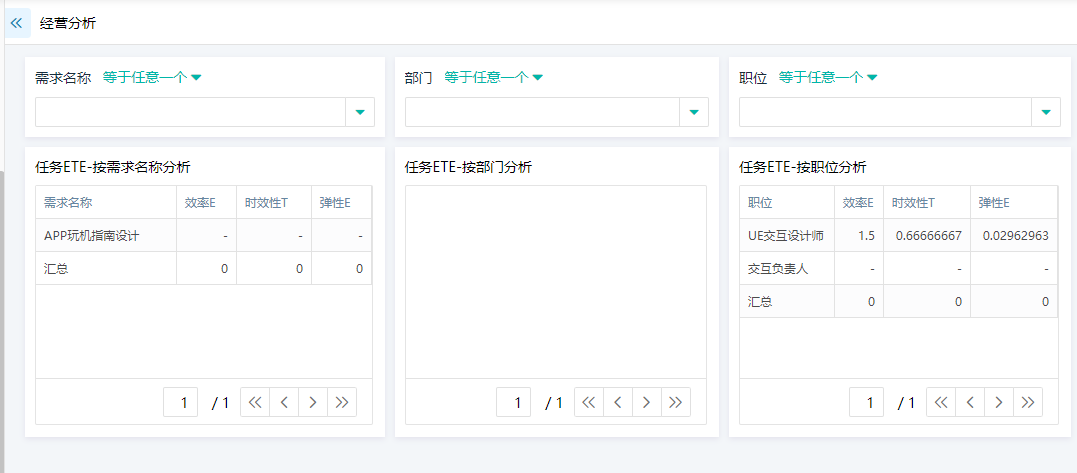 经营分析
需求名称 等于任意一个
部门 等于任意一个
职位 等于任意一个
任务ETE-按需求名称分析
需求名称 效率E 时效性T 弹性E
APP玩机指南设计 - - -
汇总 0 0 0
1 / 1
任务ETE-按部门分析
1 / 1
任务ETE-按职位分析
职位 效率E 时效性T 弹性E
UE交互设计师 1.5 0.66666667 0.02962963
交互负责人 - - -
汇总 0 0 0
1 / 1